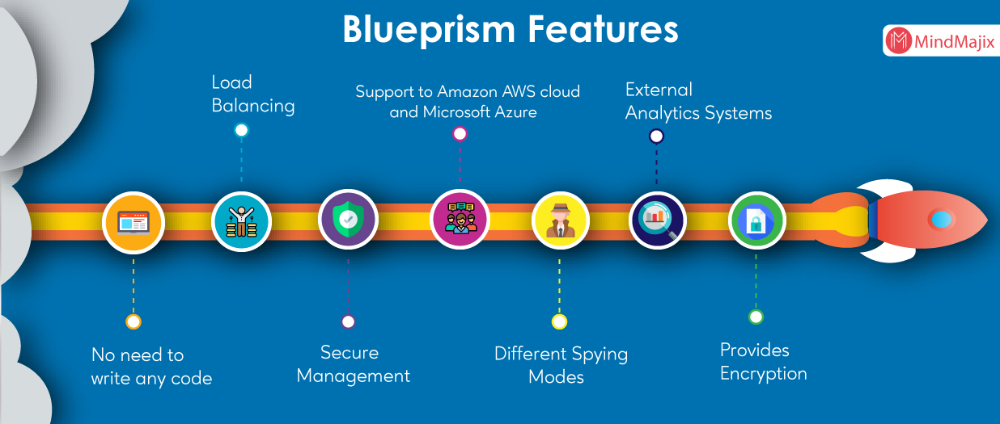 Blueprism Features
MindMajix
Load
Balancing
Support to Amazon AWS cloud
and Microsoft Azure
External
Analytics Systems
No need to
write any code
Secure
Management
Different Spying
Modes
Provides
Encryption